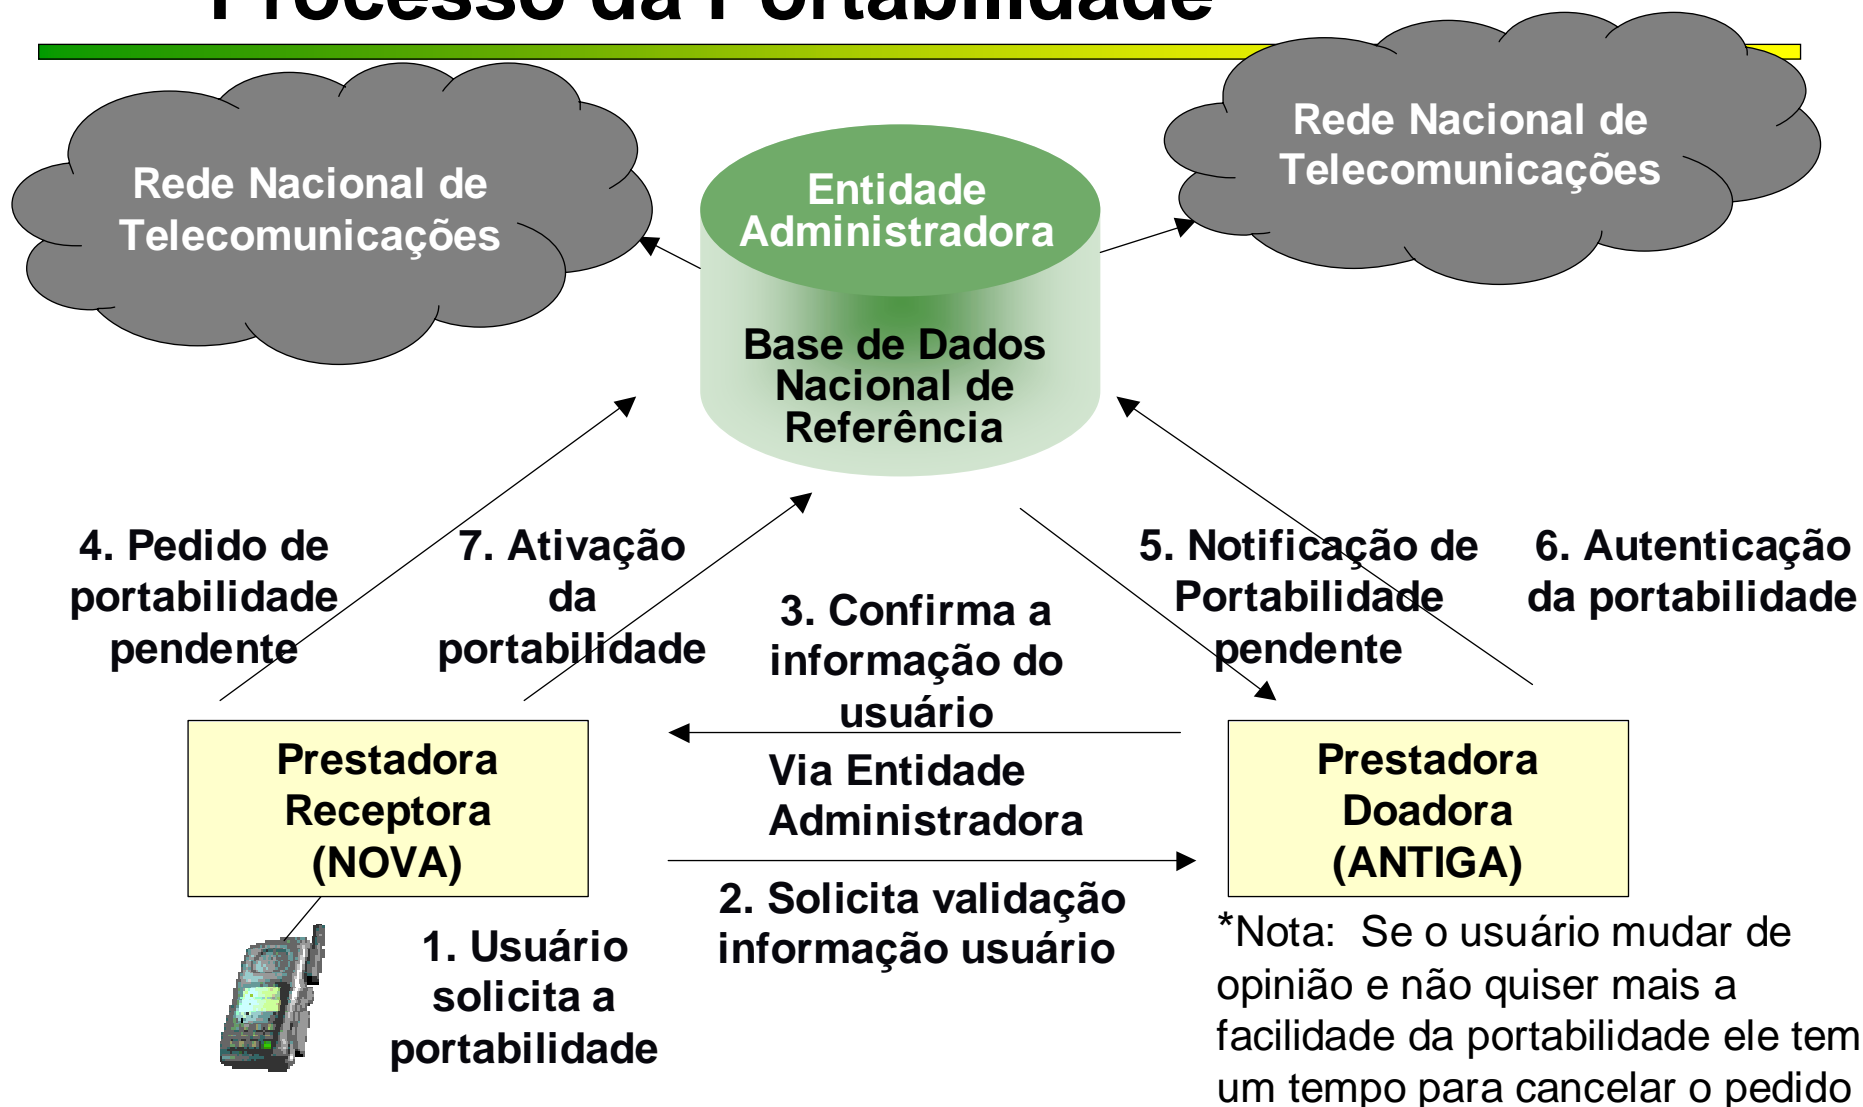 Processo da Portabilidade
Rede Nacional de
Telecomunicações
Entidade
Administradora
Base de Dados
Nacional de
Referência
Rede Nacional de
Telecomunicações
4. Pedido de
portabilidade
pendente
7. Ativação
da
portabilidade
3. Confirma a
informação do
usuário
Via Entidade
Administradora
5. Notificação de
Portabilidade
pendente
6. Autenticação
da portabilidade
Prestadora
Receptora
(NOVA)
Prestadora
Doadora
(ANTIGA)
2. Solicita validação
informação usuário
1. Usuário
solicita a
portabilidade
*Nota: Se o usuário mudar de
opinião e não quiser mais a
facilidade da portabilidade ele tem
um tempo para cancelar o pedido